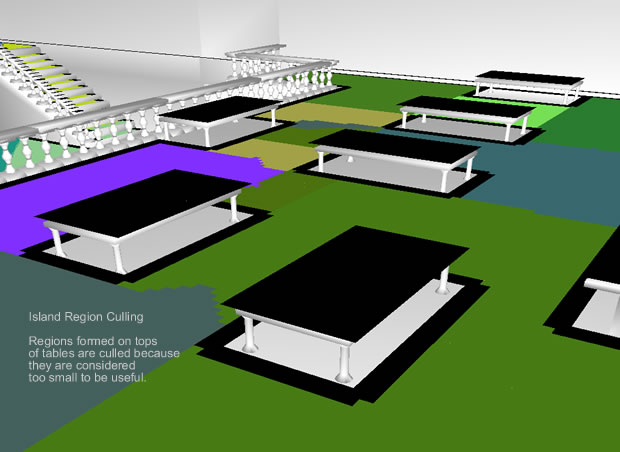 Island Region Culling
Regions formed on tops
of tables are culled because
they are considered
too small to be useful.